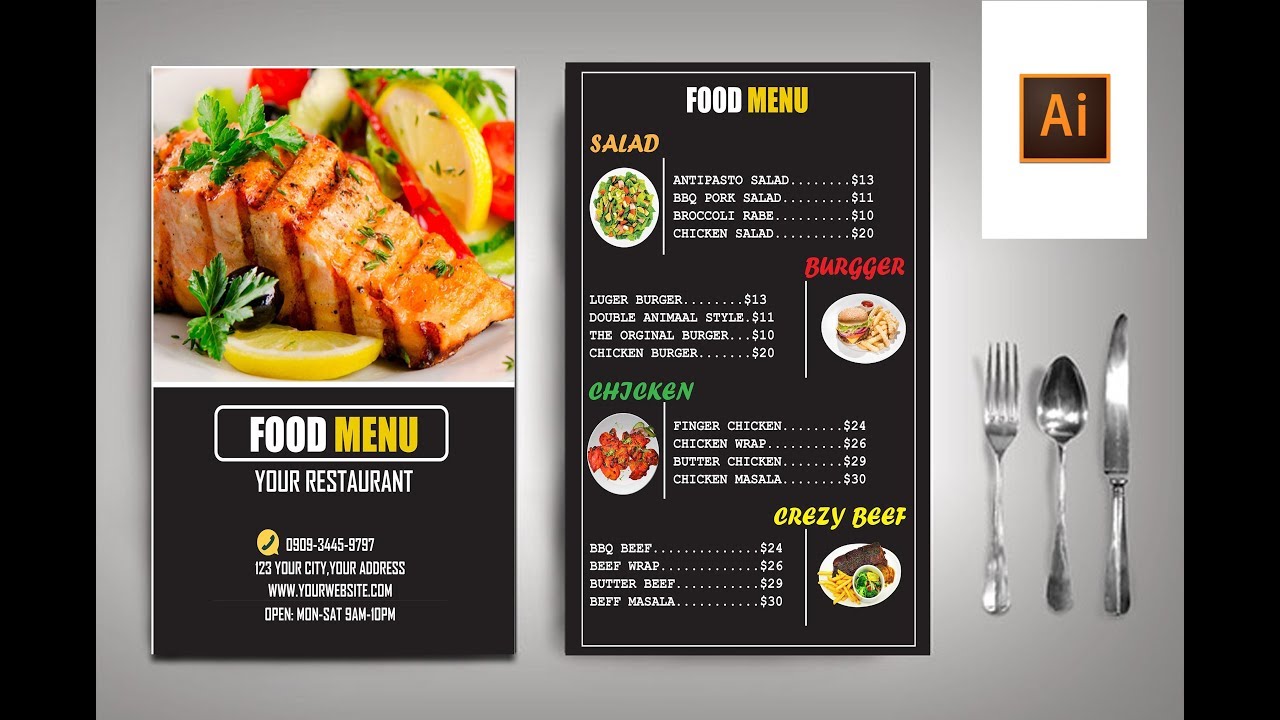 FOOD MENU
YOUR RESTAURANT
0909-3445-9797
123 YOUR CITY,YOUR ADDRESS
WWW.YOURWEBSITE.COM
OPEN: MON-SAT 9AM-10PM
FOOD MENU
SALAD
ANTIPASTO SALAD........$13
BBQ PORK SALAD.........$11
BROCCOLI RABE..........$10
CHICKEN SALAD..........$20
BURGGER
LUGER BURGER........$13
DOUBLE ANIMAAL STYLE.$11
THE ORGINAL BURGER...$10
CHICKEN BURGER.......$20
CHICKEN
FINGER CHICKEN........$24
CHICKEN WRAP..........$26
BUTTER CHICKEN........$29
CHICKEN MASALA........$30
CREZY BEEF
BBQ BEEF..............$24
BEEF WRAP.............$26
BUTTER BEEF...........$29
BEFF MASALA...........$30
Ai